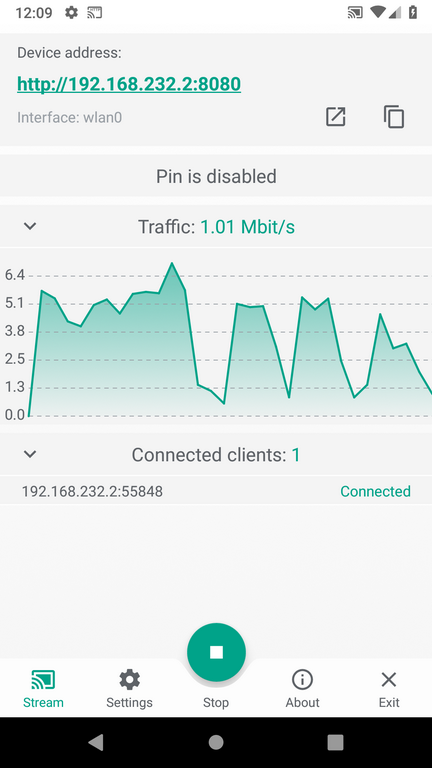 12:09
Device address:
http://192.168.232.2:8080
Interface: wlan0
Pin is disabled
Traffic: 1.01 Mbit/s
6.4
5.1
3.8
2.5
1.3
0.0
Connected clients: 1
192.168.232.2:55848 Connected
Stream Settings Stop About Exit